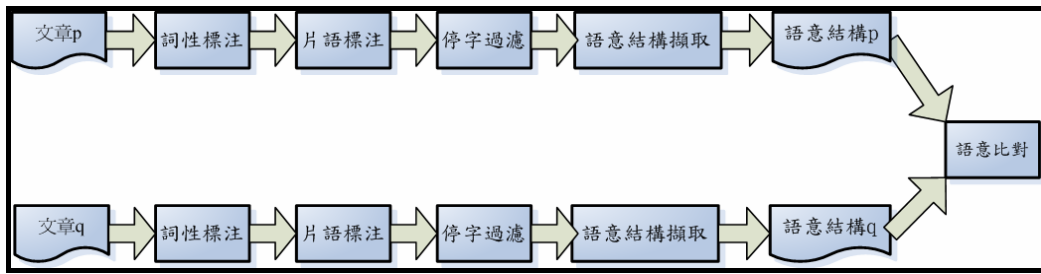 文章p
詞性標注
片語標注
停字過濾
語意結構擷取
語意結構p
語意比對
文章q
詞性標注
片語標注
停字過濾
語意結構擷取
語意結構q